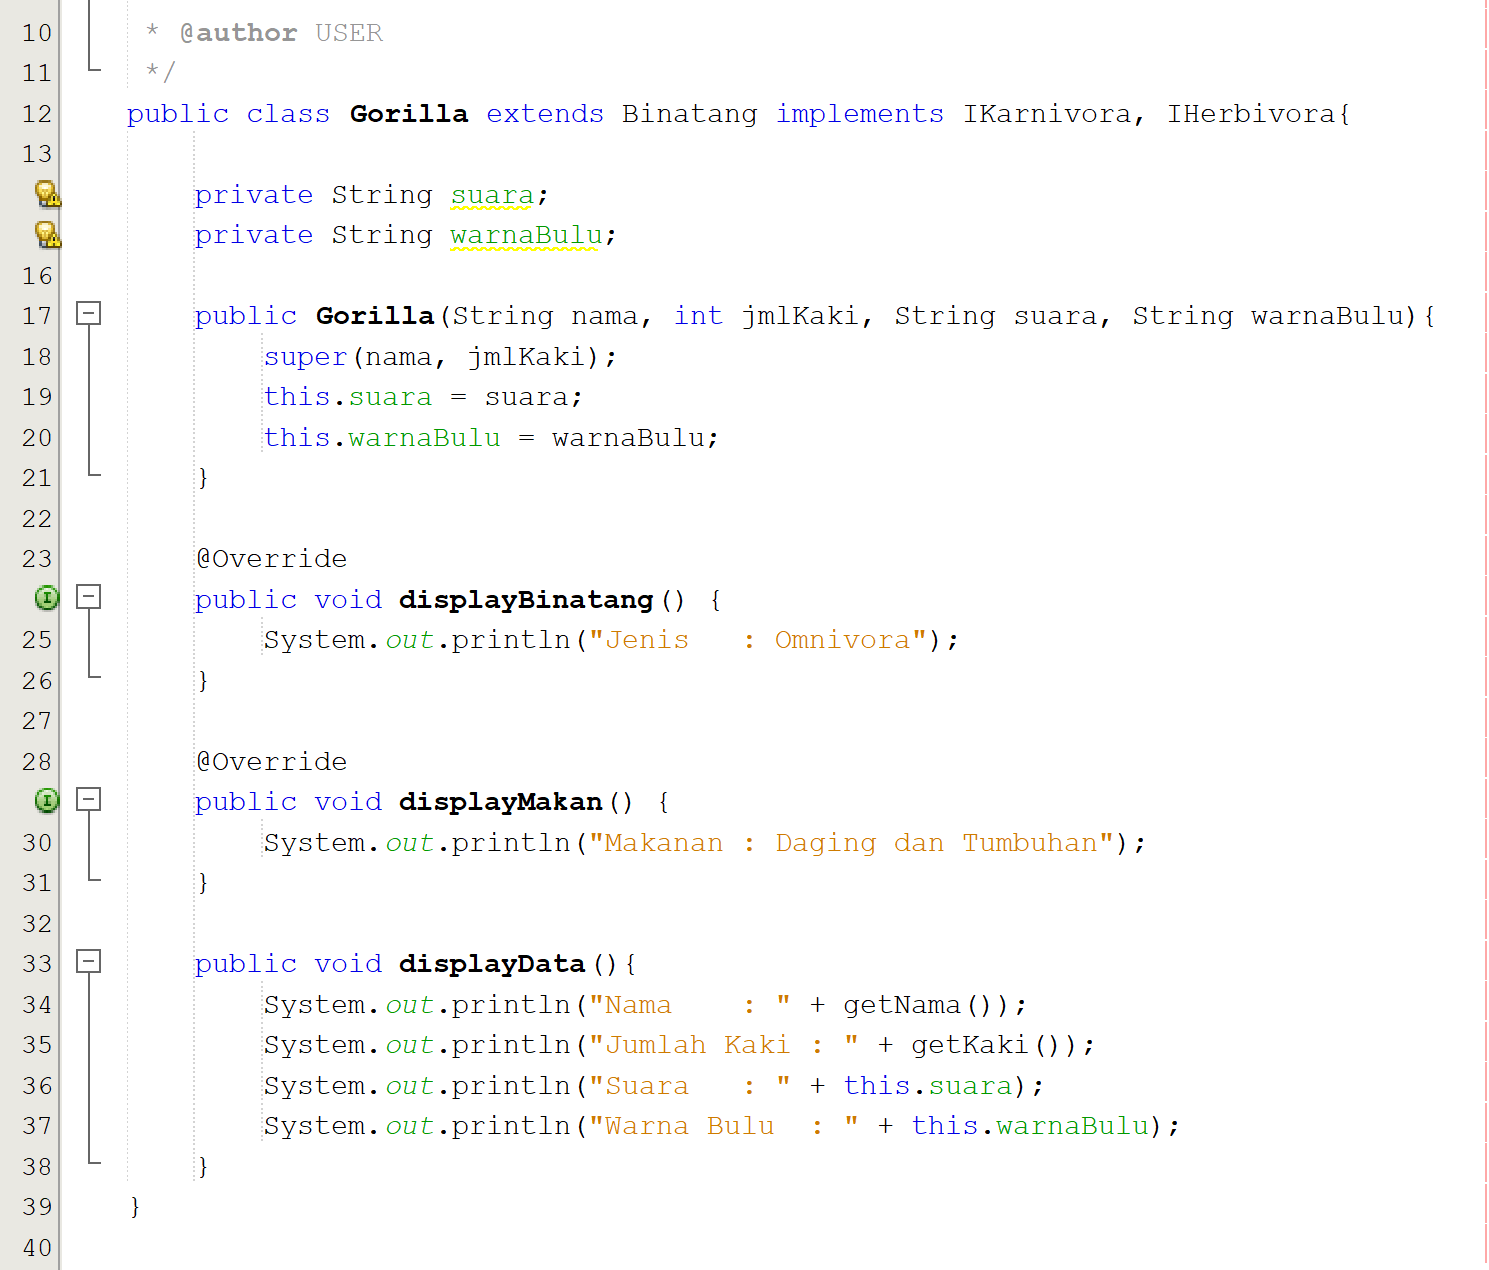 10      * @author USER
11      */
12     public class Gorilla extends Binatang implements IKarnivora, IHerbivora{
13
           private String suara;
           private String warnaBulu;
16
17         public Gorilla(String nama, int jmlKaki, String suara, String warnaBulu){
18             super(nama, jmlKaki);
19             this.suara = suara;
20             this.warnaBulu = warnaBulu;
21         }
22
23         @Override
           public void displayBinatang() {
25             System.out.println("Jenis   : Omnivora");
26         }
27
28         @Override
           public void displayMakan() {
30             System.out.println("Makanan : Daging dan Tumbuhan");
31         }
32
33         public void displayData(){
34             System.out.println("Nama    : " + getNama());
35             System.out.println("Jumlah Kaki : " + getKaki());
36             System.out.println("Suara   : " + this.suara);
37             System.out.println("Warna Bulu  : " + this.warnaBulu);
38         }
39     }
40